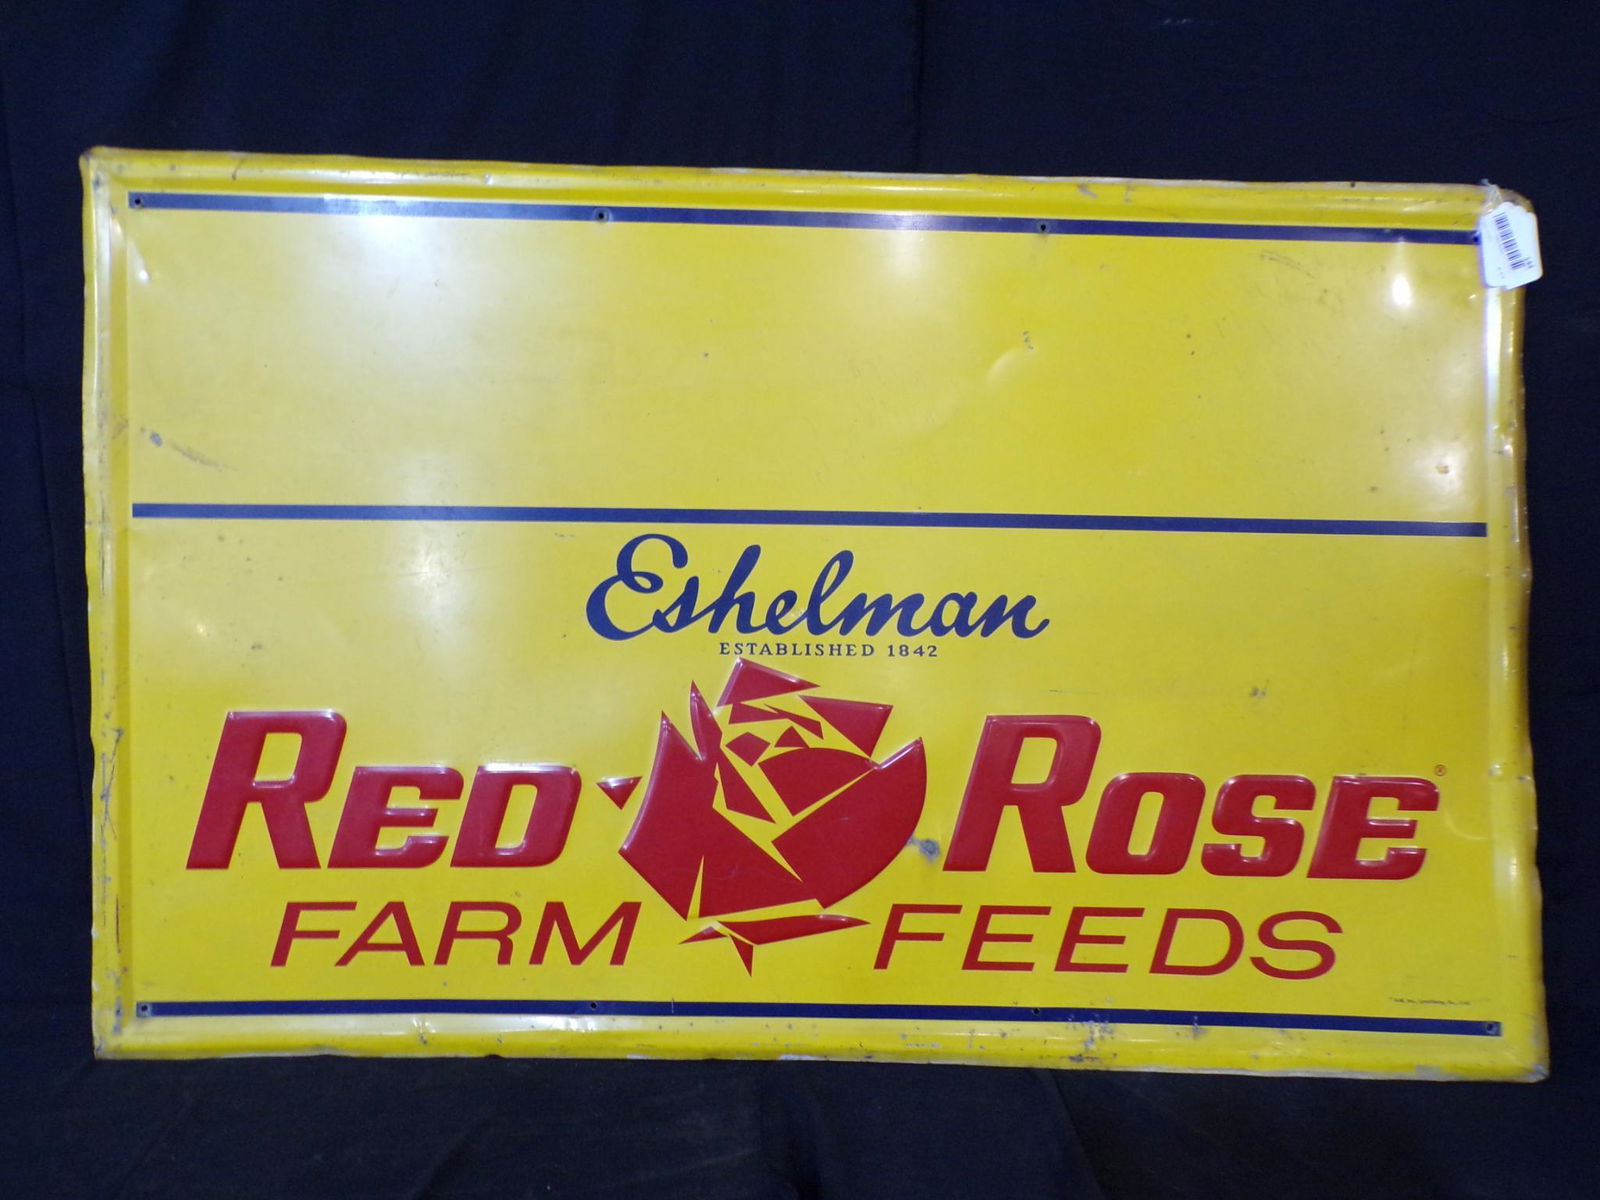 Eshelman
ESTABLISHED 1842
RED ROSE®
FARM FEEDS